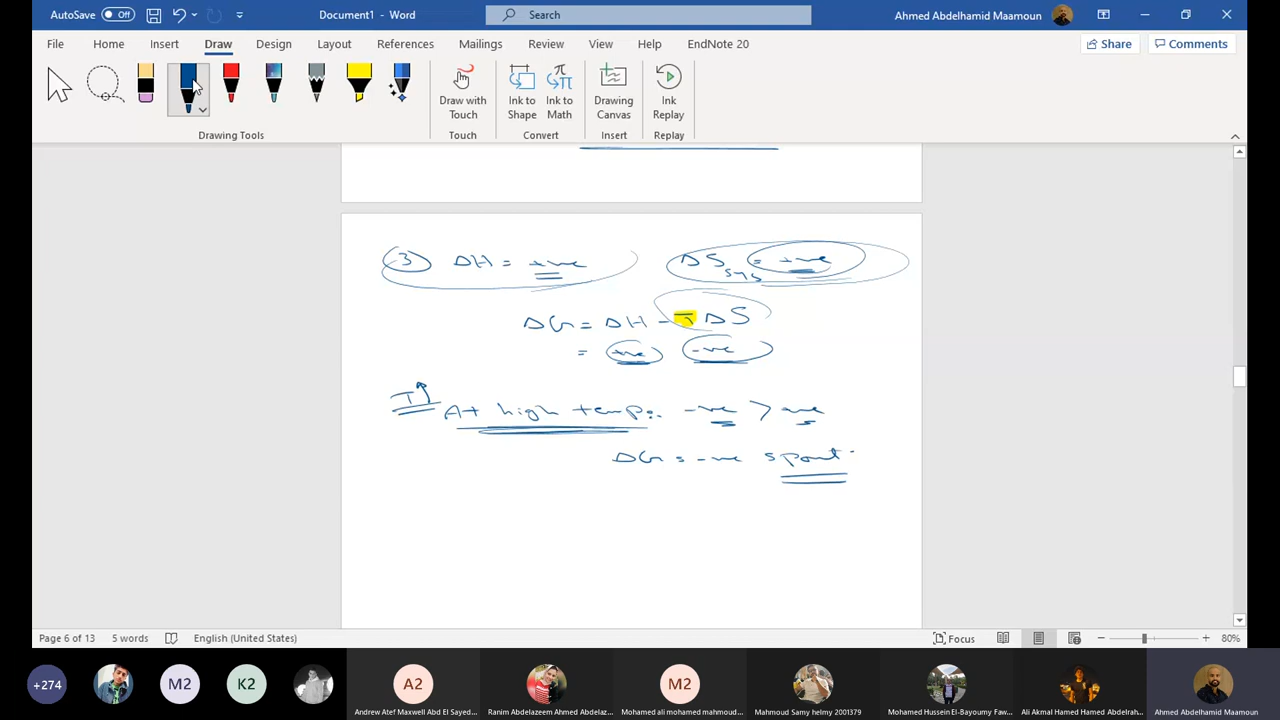 AutoSave Off Document1 - Word Search Ahmed Abdelhamid Maamoun
File Home Insert Draw Design Layout References Mailings Review View Help EndNote 20 Share Comments
Draw with Touch
Ink to Shape
Ink to Math
Drawing Canvas
Ink Replay
Drawing Tools Touch Convert Insert Replay
3 ΔH = +ve ΔS sys = +ve
ΔG = ΔH - T ΔS
= +ve -ve
T↑ At high temp. -ve > +ve
ΔG = -ve spont.
Page 6 of 13 5 words English (United States) Focus 80%
+274 M2 K2 A2 M2
Andrew Atef Maxwell Abd El Sayed... Ranim Abdelazeem Ahmed Abdelaz... Mohamed ali mohamed mahmoud... Mahmoud Samy helmy 2001379 Mohamed Hussein El-Bayoumy Faw... Ali Akmal Hamed Hamed Abdelrah... Ahmed Abdelhamid Maamoun